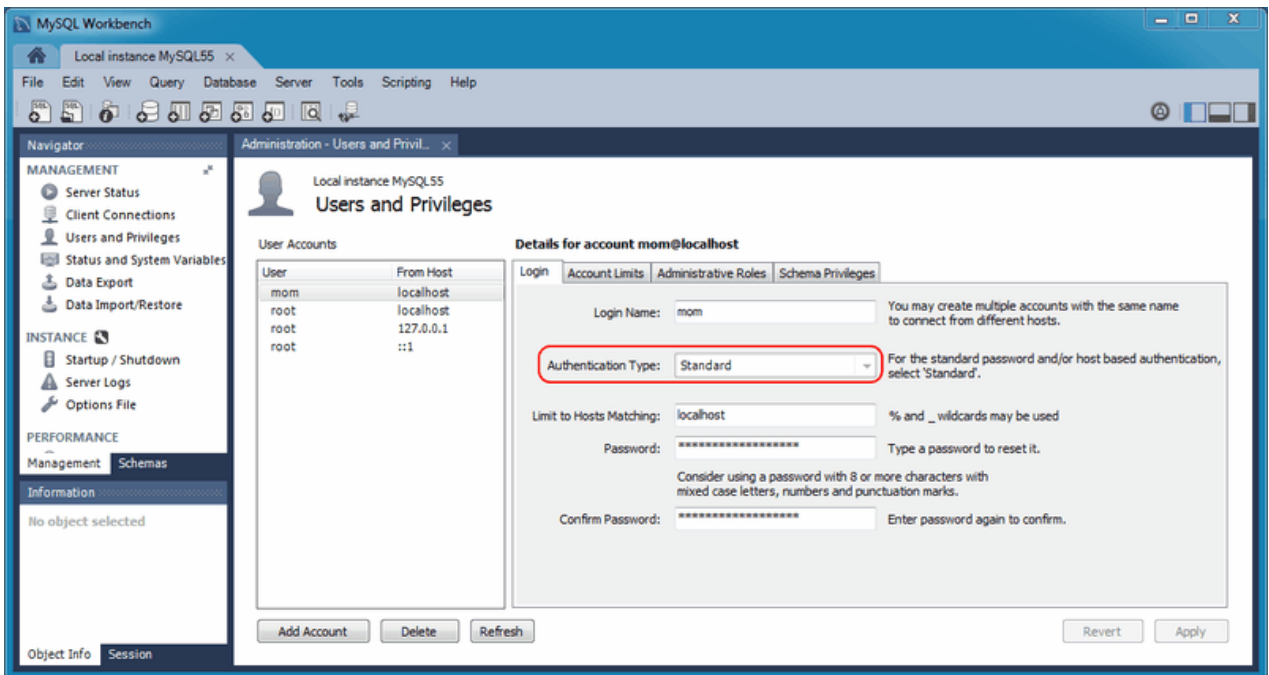 MySQL Workbench
Local instance MySQL55
File Edit View Query Database Server Tools Scripting Help
Navigator
MANAGEMENT
Server Status
Client Connections
Users and Privileges
Status and System Variables
Data Export
Data Import/Restore
INSTANCE
Startup / Shutdown
Server Logs
Options File
PERFORMANCE
Management Schemas
Information
No object selected
Object Info Session
Administration - Users and Privil...
Local instance MySQL55
Users and Privileges
User Accounts
User From Host
mom localhost
root localhost
root 127.0.0.1
root ::1
Add Account Delete Refresh
Details for account mom@localhost
Login Account Limits Administrative Roles Schema Privileges
Login Name: mom
You may create multiple accounts with the same name
to connect from different hosts.
Authentication Type: Standard
For the standard password and/or host based authentication,
select 'Standard'.
Limit to Hosts Matching: localhost % and _ wildcards may be used
Password: ****************** Type a password to reset it.
Consider using a password with 8 or more characters with
mixed case letters, numbers and punctuation marks.
Confirm Password: ****************** Enter password again to confirm.
Revert Apply